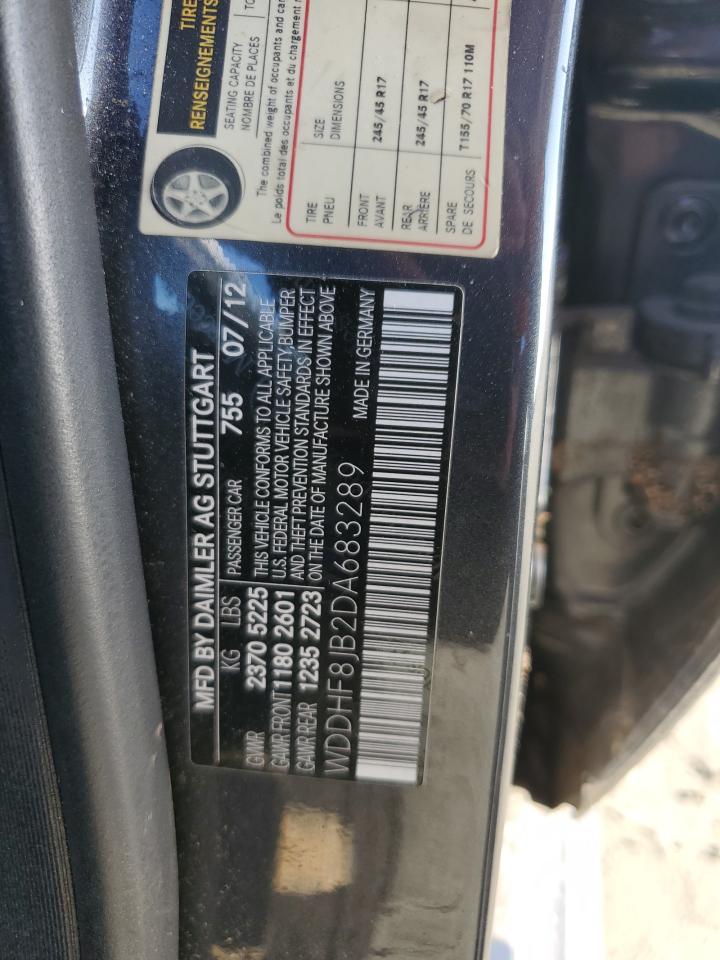 TIRE
RENSEIGNEMENTS
SEATING CAPACITY
NOMBRE DE PLACES
The combined weight of occupants and
Le poids total des occupants et du chargement
TIRE
PNEU
SIZE
DIMENSIONS
FRONT
AVANT
245/45 R17
REAR
ARRIÈRE
245/45 R17
SPARE
DE SECOURS
T155/70 R17 110M
MFD BY DAIMLER AG STUTTGART
KG LBS PASSENGER CAR 755 07/12
GVWR 2370 5225 THIS VEHICLE CONFORMS TO ALL APPLICABLE
GAWR FRONT 1180 2601 U.S. FEDERAL MOTOR VEHICLE SAFETY, BUMPER
GAWR REAR 1235 2723 AND THEFT PREVENTION STANDARDS IN EFFECT
ON THE DATE OF MANUFACTURE SHOWN ABOVE
WDDHF8JB2DA683289 MADE IN GERMANY